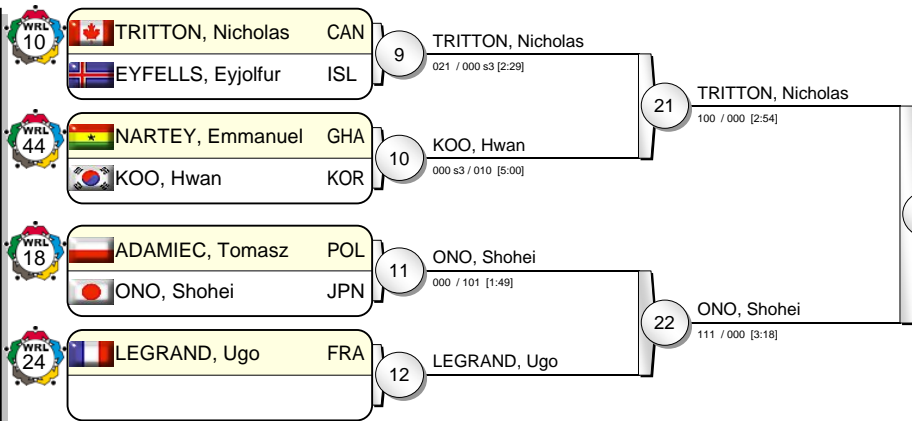 WRL
10
TRITTON, Nicholas CAN
EYFELLS, Eyjolfur ISL
9
TRITTON, Nicholas
021 / 000 s3 [2:29]
WRL
44
NARTEY, Emmanuel GHA
KOO, Hwan KOR
10
KOO, Hwan
000 s3 / 010 [5:00]
21
TRITTON, Nicholas
100 / 000 [2:54]
WRL
18
ADAMIEC, Tomasz POL
ONO, Shohei JPN
11
ONO, Shohei
000 / 101 [1:49]
WRL
24
LEGRAND, Ugo FRA
12
LEGRAND, Ugo
22
ONO, Shohei
111 / 000 [3:18]